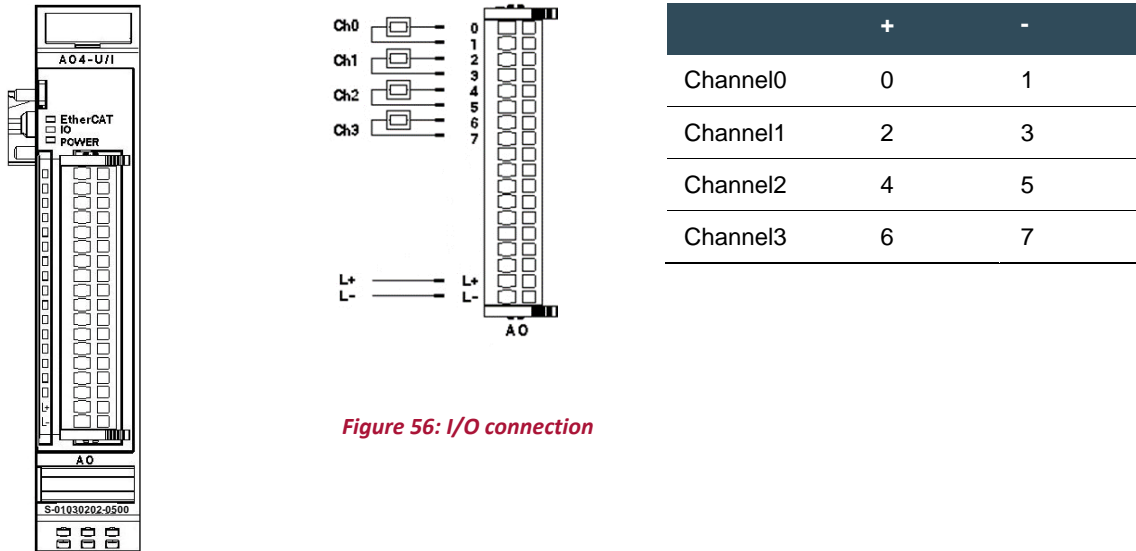 AO4-U/I
EtherCAT
IO
POWER
L+
L-
AO
S-01030202-0500
Ch0
Ch1
Ch2
Ch3
0
1
2
3
4
5
6
7
L+
L-
L+
L-
AO
Figure 56: I/O connection
+ -
Channel0 0 1
Channel1 2 3
Channel2 4 5
Channel3 6 7